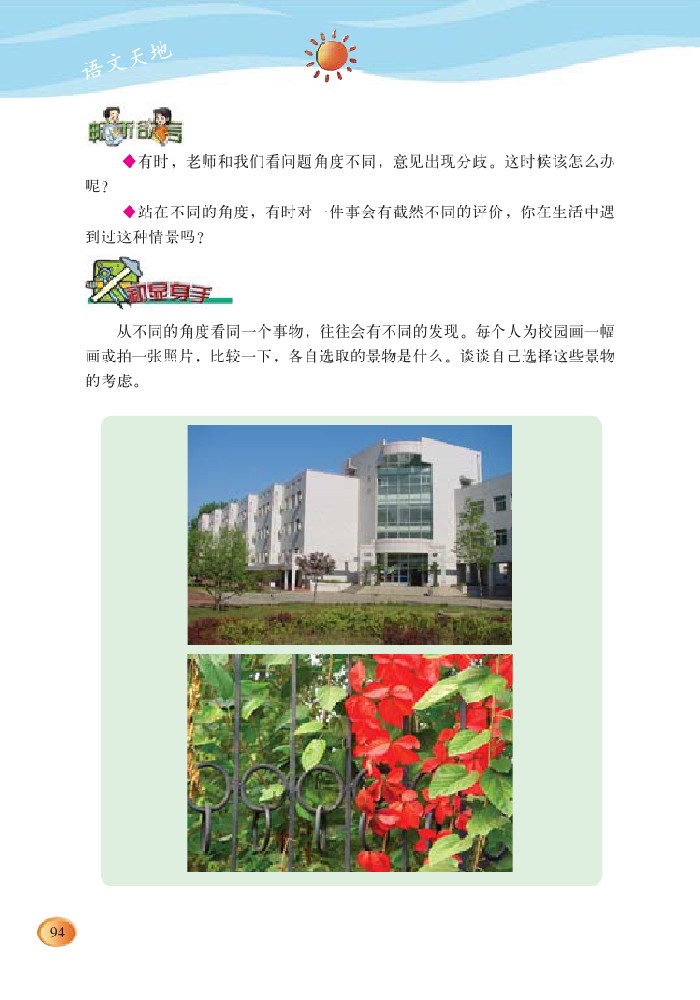 语文天地
畅所欲言
◆有时，老师和我们看问题角度不同，意见出现分歧。这时候该怎么办
呢？
◆站在不同的角度，有时对一件事会有截然不同的评价，你在生活中遇
到过这种情景吗？
初显身手
从不同的角度看同一个事物，往往会有不同的发现。每个人为校园画一幅
画或拍一张照片，比较一下，各自选取的景物是什么。谈谈自己选择这些景物
的考虑。
94